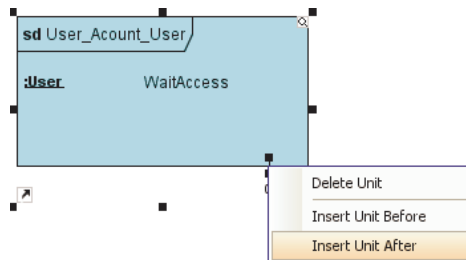 sd User_Acount_User
:User WaitAccess
Delete Unit
Insert Unit Before
Insert Unit After